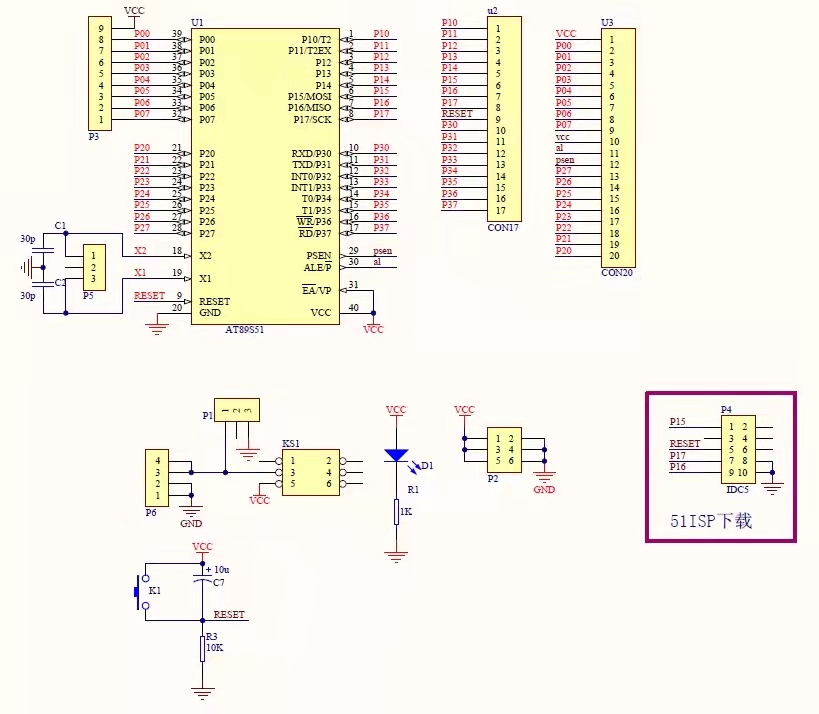 VCC
9
8
7
6
5
4
3
2
1
P3
P00
P01
P02
P03
P04
P05
P06
P07
39
38
37
36
35
34
33
32
U1
P00
P01
P02
P03
P04
P05
P06
P07
P10/T2
P11/T2EX
P12
P13
P14
P15/MOSI
P16/MISO
P17/SCK
1
2
3
4
5
6
7
8
P10
P11
P12
P13
P14
P15
P16
P17
P20
P21
P22
P23
P24
P25
P26
P27
21
22
23
24
25
26
27
28
P20
P21
P22
P23
P24
P25
P26
P27
RXD/P30
TXD/P31
INT0/P32
INT1/P33
T0/P34
T1/P35
WR/P36
RD/P37
10
11
12
13
14
15
16
17
P30
P31
P32
P33
P34
P35
P36
P37
X2 18 X2
X1 19 X1
RESET 9 RESET
20 GND
PSEN 29 psen
ALE/P 30 al
EA/VP 31
VCC 40
VCC
AT89S51
C1
30p
C2
30p
1
2
3
P5
u2
P10
P11
P12
P13
P14
P15
P16
P17
RESET
P30
P31
P32
P33
P34
P35
P36
P37
1
2
3
4
5
6
7
8
9
10
11
12
13
14
15
16
17
CON17
U3
VCC
P00
P01
P02
P03
P04
P05
P06
P07
vcc
al
psen
P27
P26
P25
P24
P23
P22
P21
P20
1
2
3
4
5
6
7
8
9
10
11
12
13
14
15
16
17
18
19
20
CON20
P1
1 2 3
4
3
2
1
P6
GND
KS1
1 2
3 4
5 6
VCC
VCC
D1
R1
1K
VCC
1 2
3 4
5 6
P2
GND
P4
P15
RESET
P17
P16
1 2
3 4
5 6
7 8
9 10
IDC5
51ISP下载
VCC
K1
+ 10u
C7
RESET
R3
10K